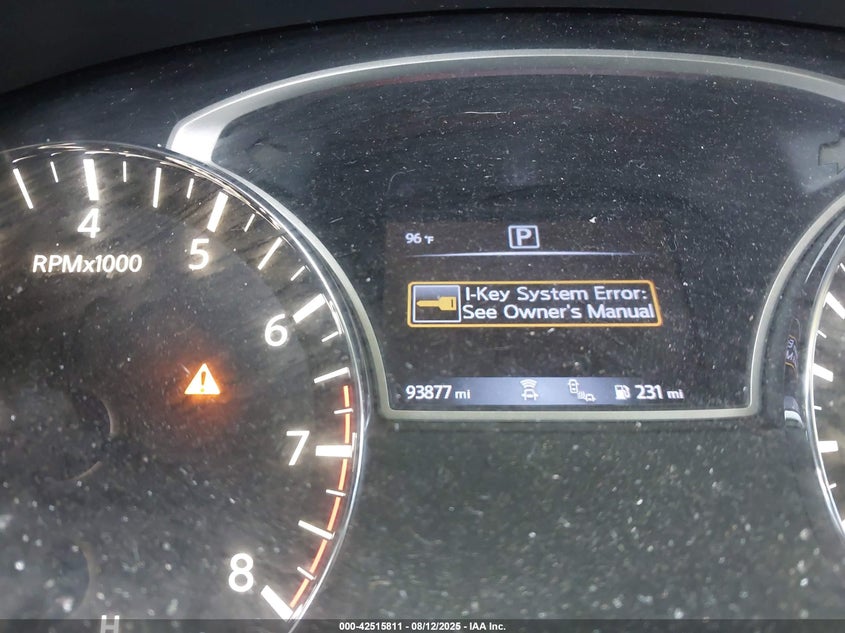 4
5
RPMx1000
6
7
8
H
96 °F
P
I-Key System Error:
See Owner's Manual
93877 mi
231 mi
000-42515811 - 08/12/2025 - IAA Inc.